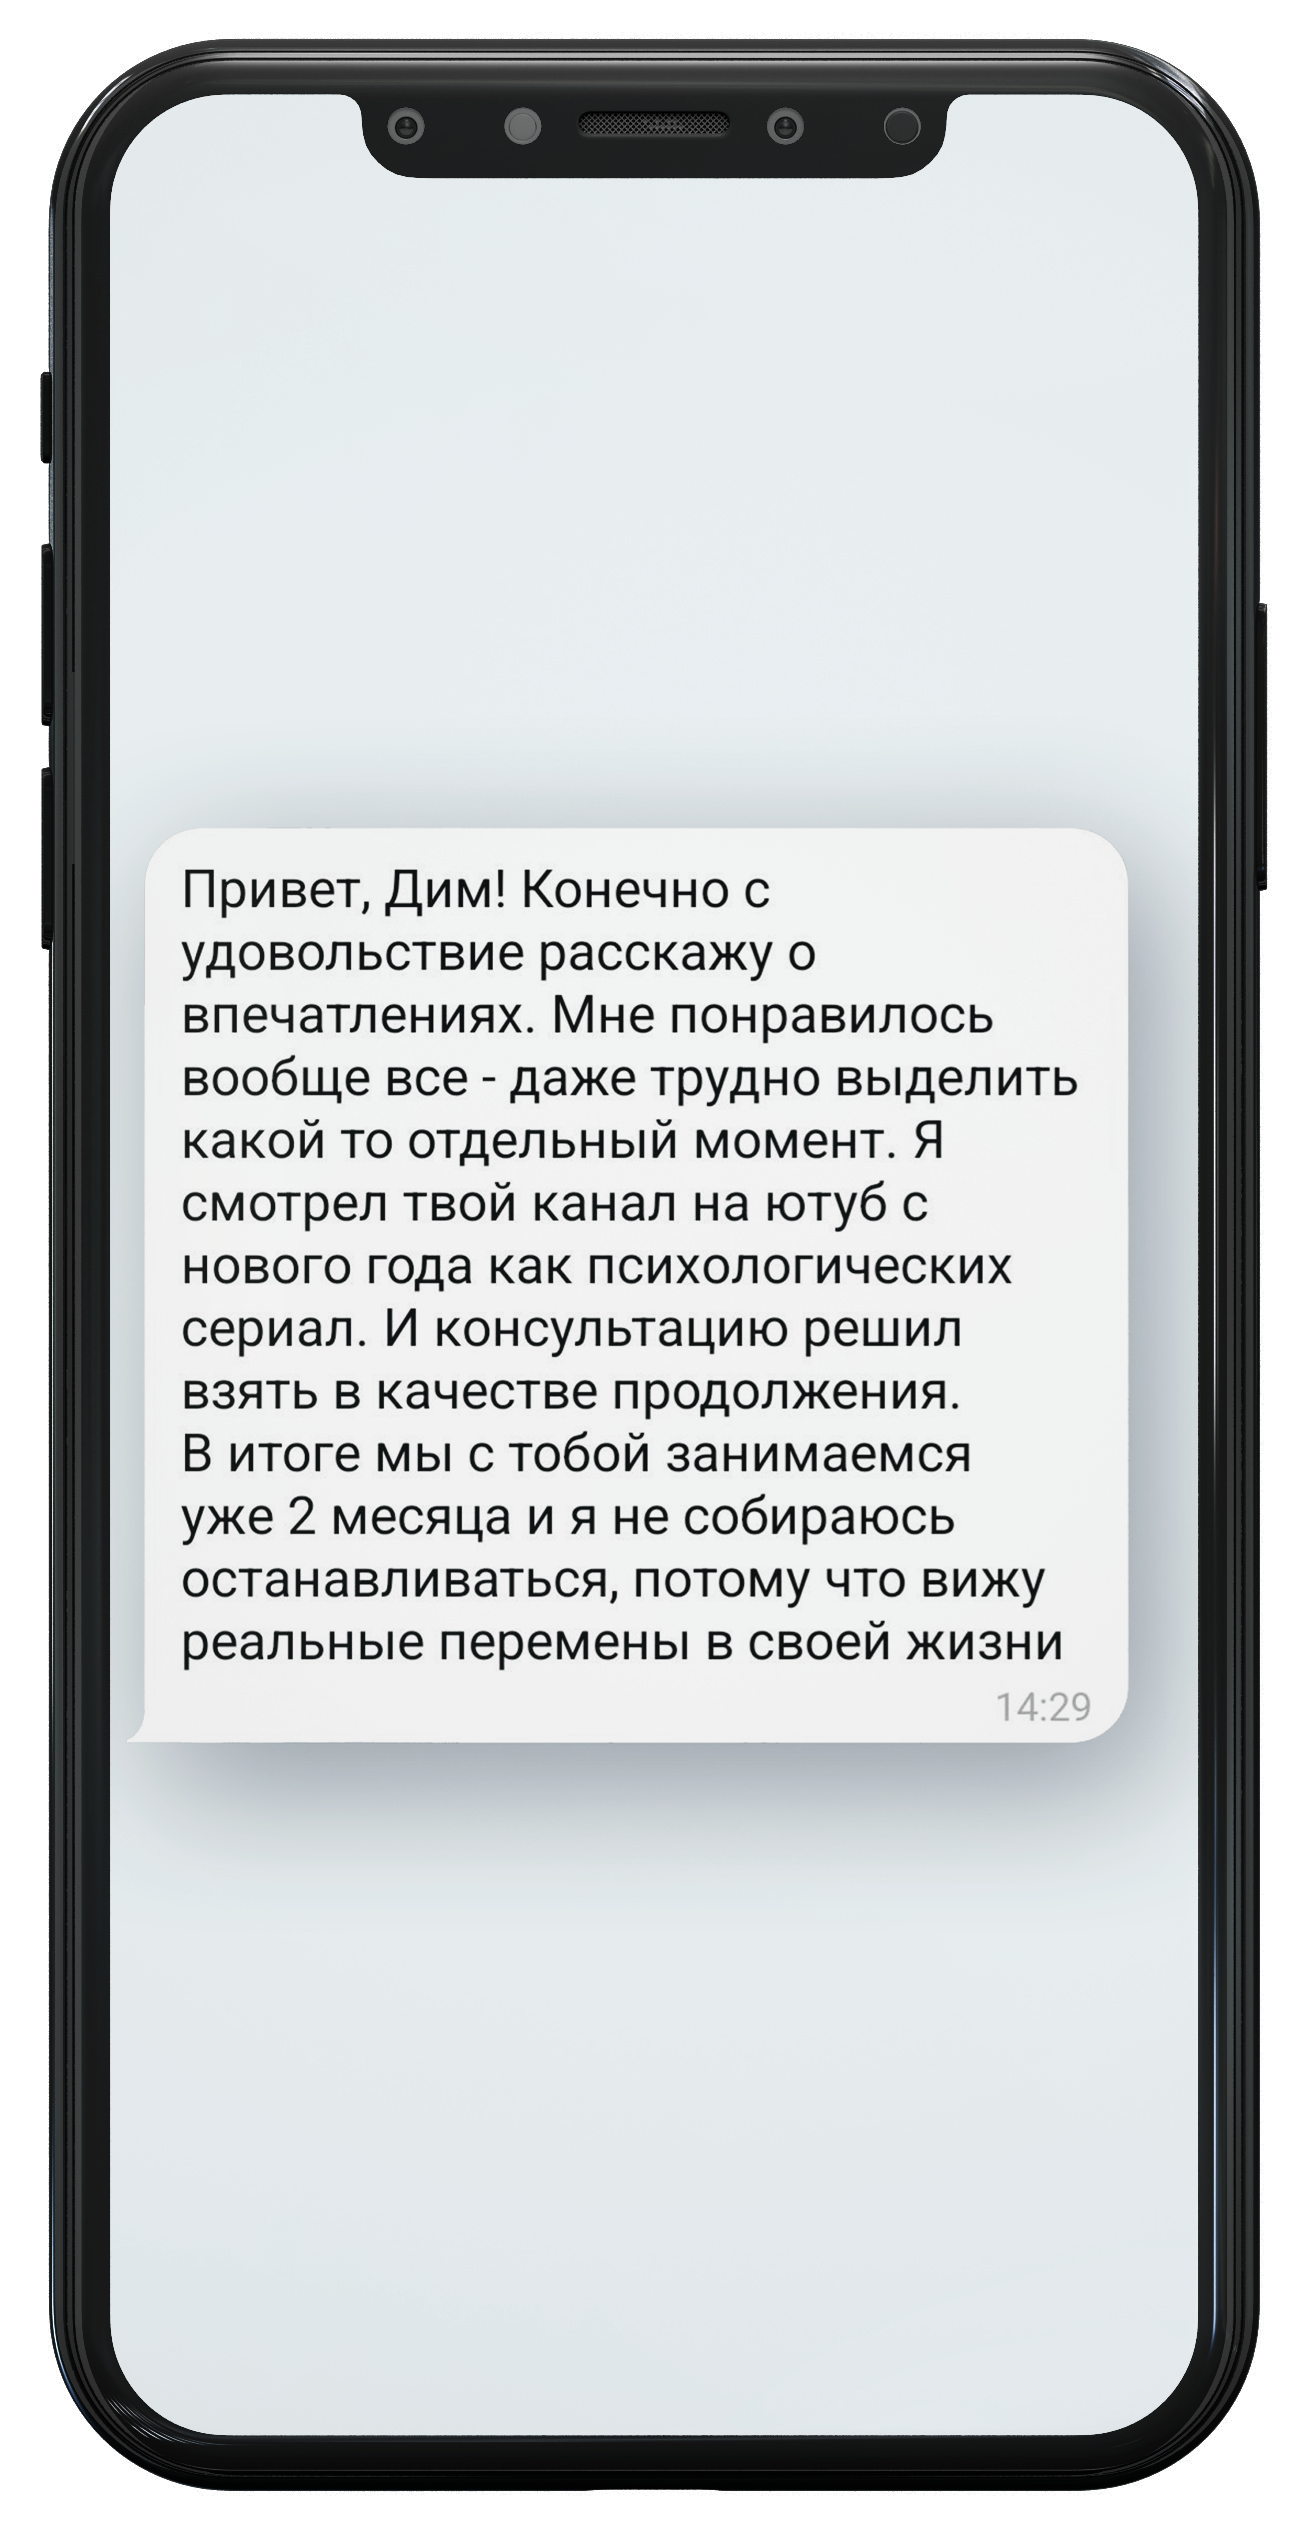 Привет, Дим! Конечно с
удовольствие расскажу о
впечатлениях. Мне понравилось
вообще все - даже трудно выделить
какой то отдельный момент. Я
смотрел твой канал на ютуб с
нового года как психологических
сериал. И консультацию решил
взять в качестве продолжения.
В итоге мы с тобой занимаемся
уже 2 месяца и я не собираюсь
останавливаться, потому что вижу
реальные перемены в своей жизни
14:29